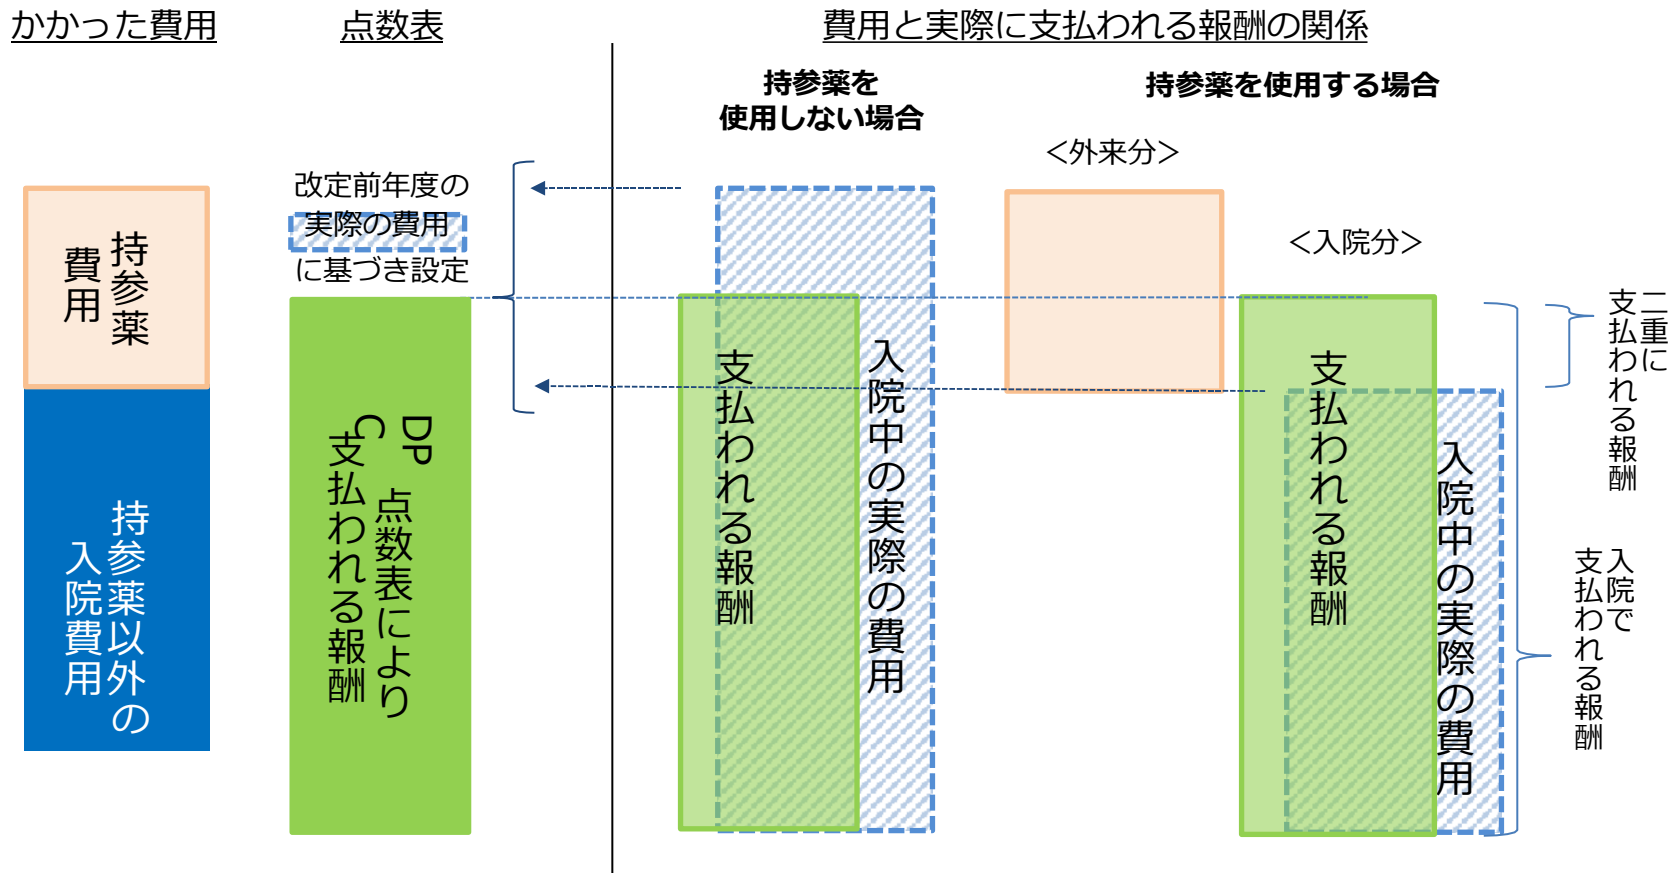 かかった費用
点数表
費用と実際に支払われる報酬の関係
持参薬を
使用しない場合
持参薬を使用する場合
＜外来分＞
＜入院分＞
改定前年度の
実際の費用
に基づき設定
持参薬
費用
持参薬以外の
入院費用
DPC点数表により
支払われる報酬
支払われる報酬
入院中の実際の費用
支払われる報酬
入院中の実際の費用
二重に
支払われる報酬
入院で
支払われる報酬